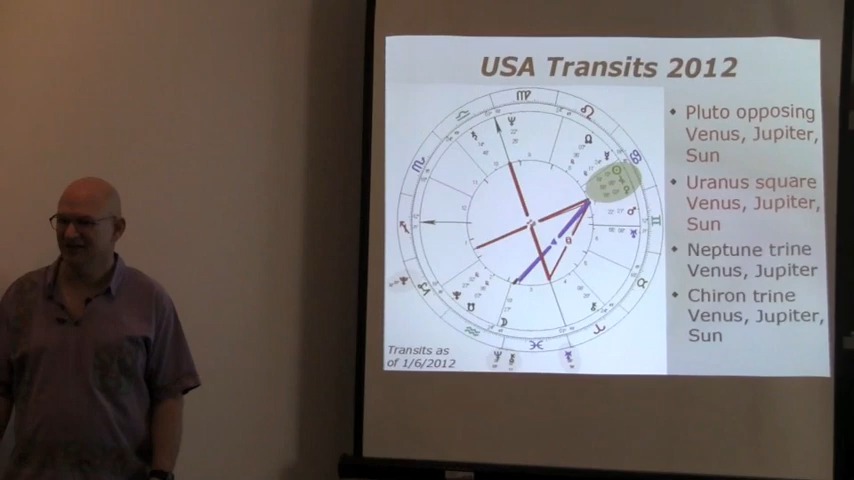 USA Transits 2012
Pluto opposing
Venus, Jupiter,
Sun
Uranus square
Venus, Jupiter,
Sun
Neptune trine
Venus, Jupiter
Chiron trine
Venus, Jupiter,
Sun
Transits as
of 1/6/2012